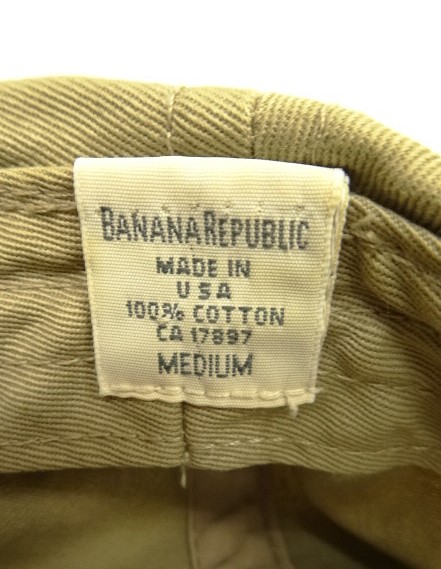 BANANA REPUBLIC
MADE IN
USA
100% COTTON
CA 17897
MEDIUM